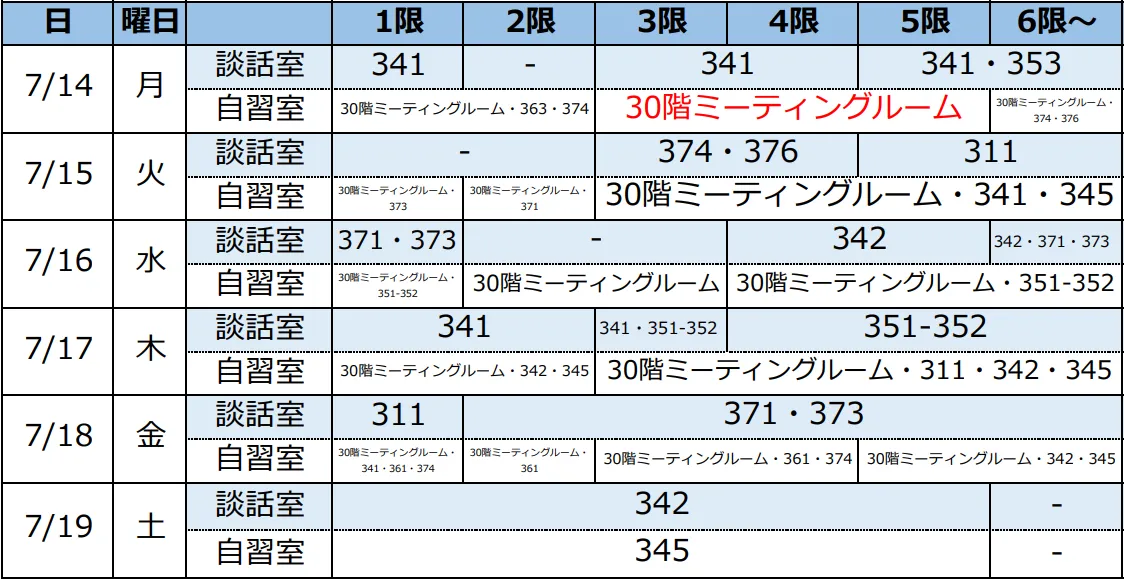 日 曜日 1限 2限 3限 4限 5限 6限～
7/14 月 談話室 341 - 341 341・353
自習室 30階ミーティングルーム・363・374 30階ミーティングルーム 30階ミーティングルーム・
374・376
7/15 火 談話室 - 374・376 311
自習室 30階ミーティングルーム・ 30階ミーティングルーム・ 30階ミーティングルーム・341・345
373 371
7/16 水 談話室 371・373 - 342 342・371・373
自習室 30階ミーティングルーム・ 30階ミーティングルーム 30階ミーティングルーム・351-352
351-352
7/17 木 談話室 341 341・351-352 351-352
自習室 30階ミーティングルーム・342・345 30階ミーティングルーム・311・342・345
7/18 金 談話室 311 371・373
自習室 30階ミーティングルーム・ 30階ミーティングルーム・ 30階ミーティングルーム・361・374 30階ミーティングルーム・342・345
341・361・374 361
7/19 土 談話室 342 -
自習室 345 -